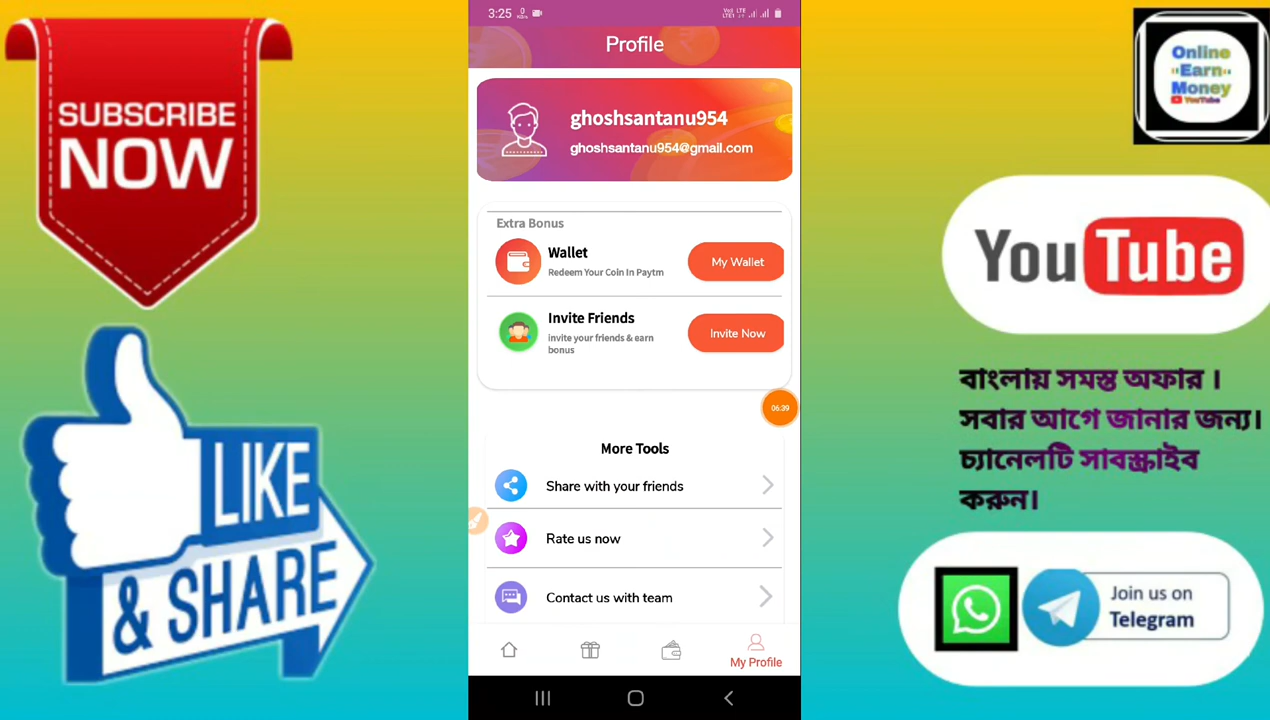 SUBSCRIBE
NOW
LIKE
& SHARE
3:25
0
KB/s
Profile
ghoshsantanu954
ghoshsantanu954@gmail.com
Extra Bonus
Wallet
Redeem Your Coin In Paytm
My Wallet
Invite Friends
invite your friends & earn
bonus
Invite Now
06:39
More Tools
Share with your friends
Rate us now
Contact us with team
My Profile
Online
Earn
Money
YouTube
YouTube
বাংলায় সমস্ত অফার ।
সবার আগে জানার জন্য।
চ্যানেলটি সাবস্ক্রাইব
করুন।
Join us on
Telegram